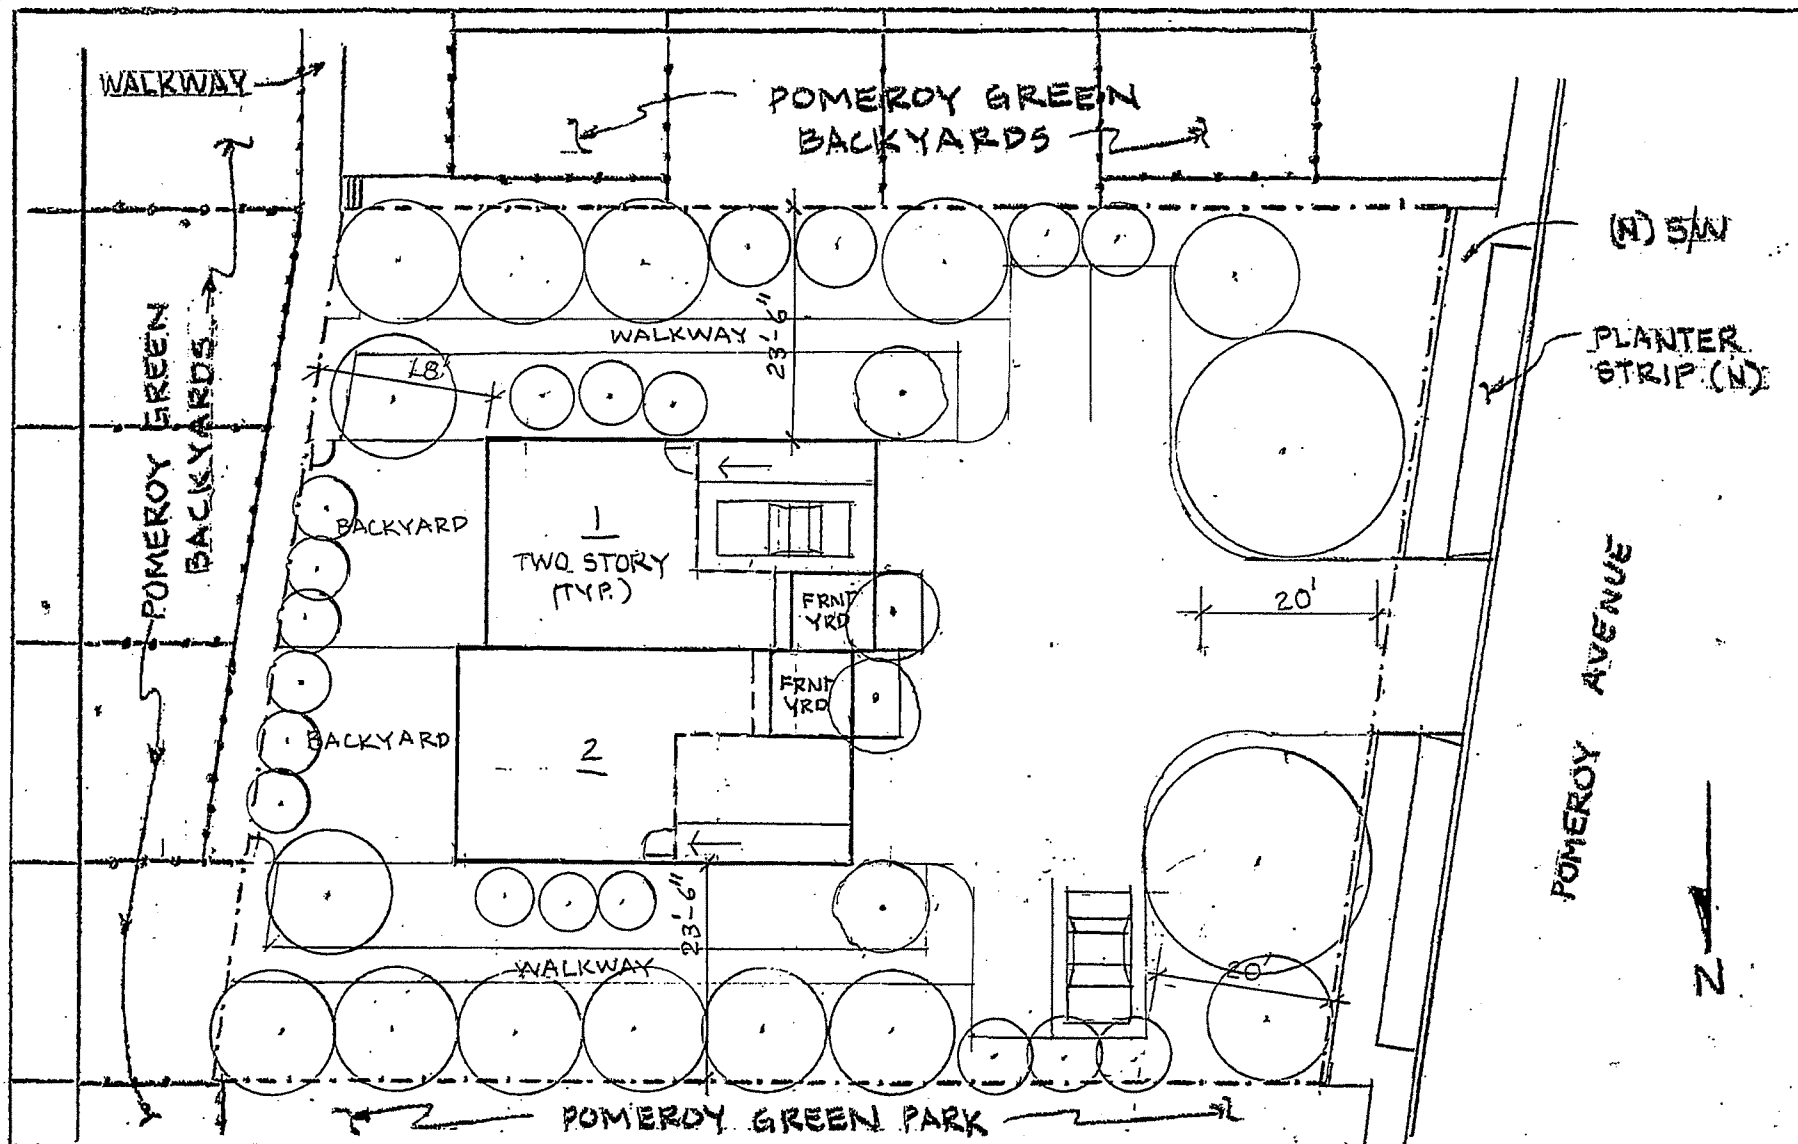 WALKWAY
POMEROY GREEN
BACKYARDS
(N) S/W
PLANTER
STRIP (N)
WALKWAY
23'-6"
18'
POMEROY GREEN
BACKYARDS
BACKYARD
1
TWO STORY
(TYP.)
FRNT
YRD
20'
FRNT
YRD
BACKYARD
2
POMEROY AVENUE
23'-6"
WALKWAY
20'
N
POMEROY GREEN PARK